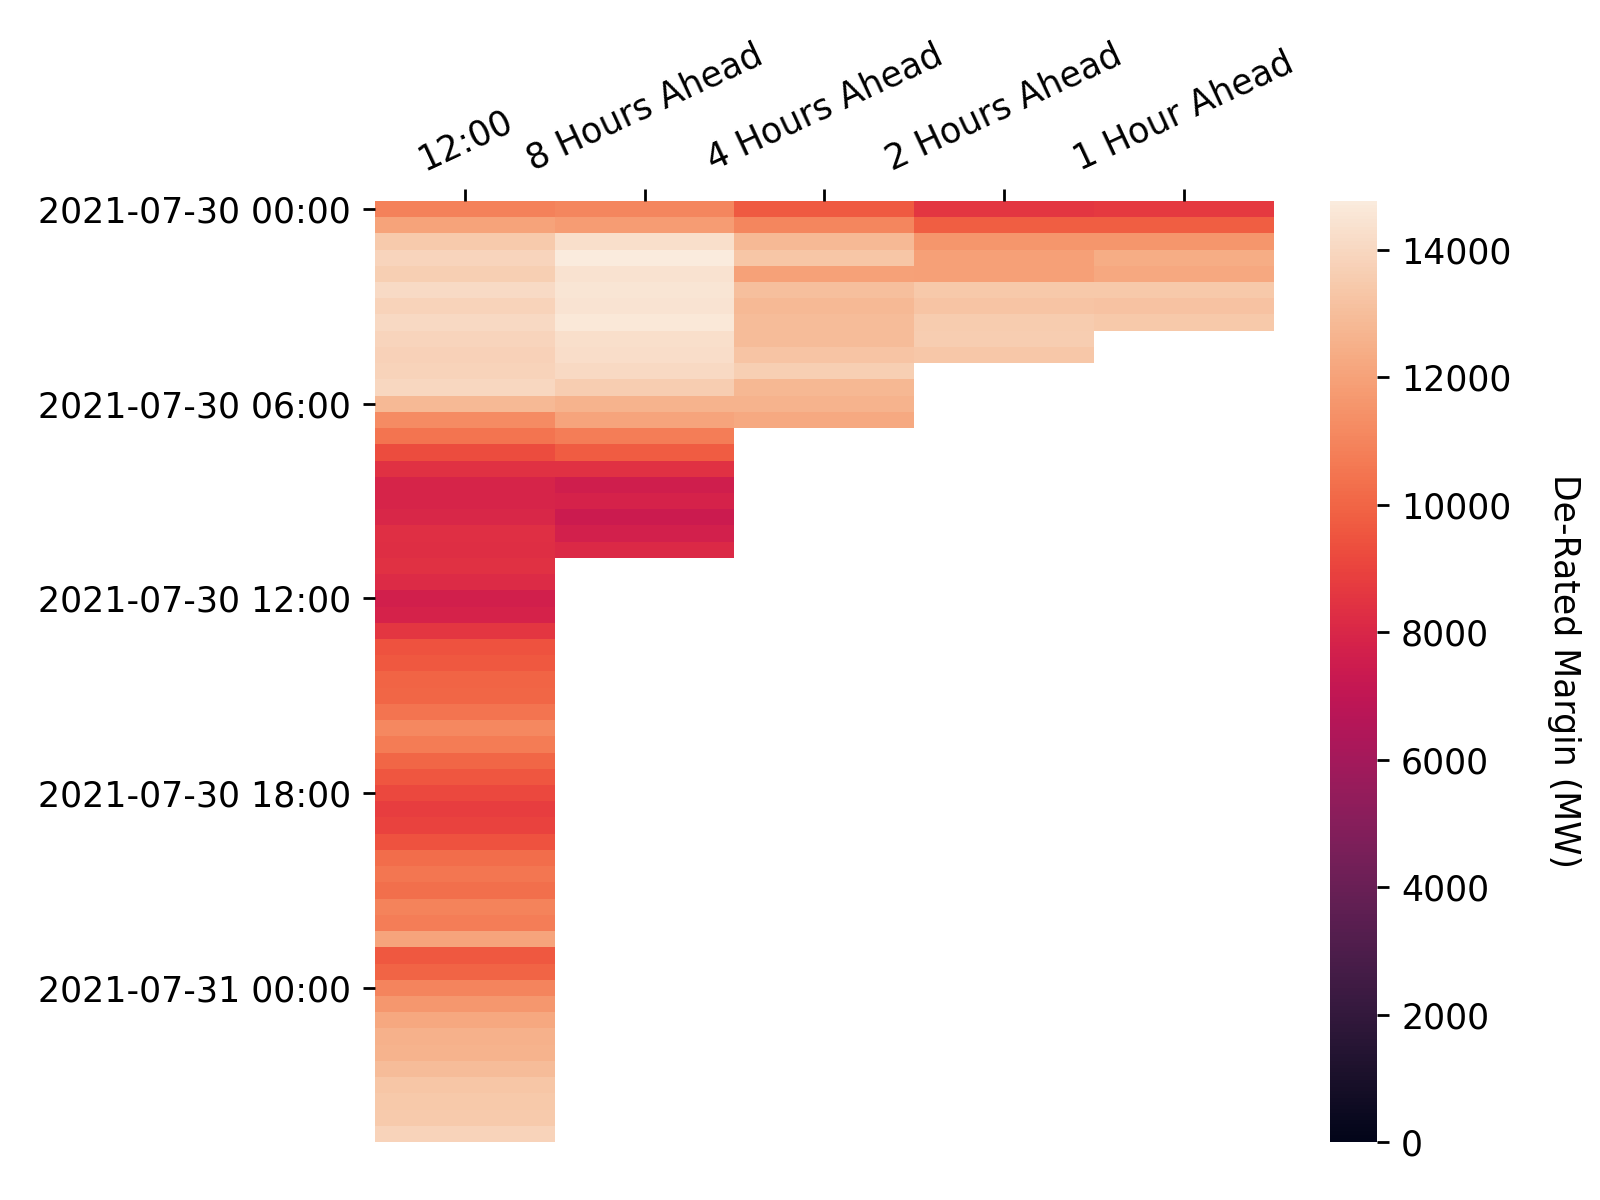 12:00
8 Hours Ahead
4 Hours Ahead
2 Hours Ahead
1 Hour Ahead
2021-07-30 00:00
2021-07-30 06:00
2021-07-30 12:00
2021-07-30 18:00
2021-07-31 00:00
14000
12000
10000
8000
6000
4000
2000
0
De-Rated Margin (MW)